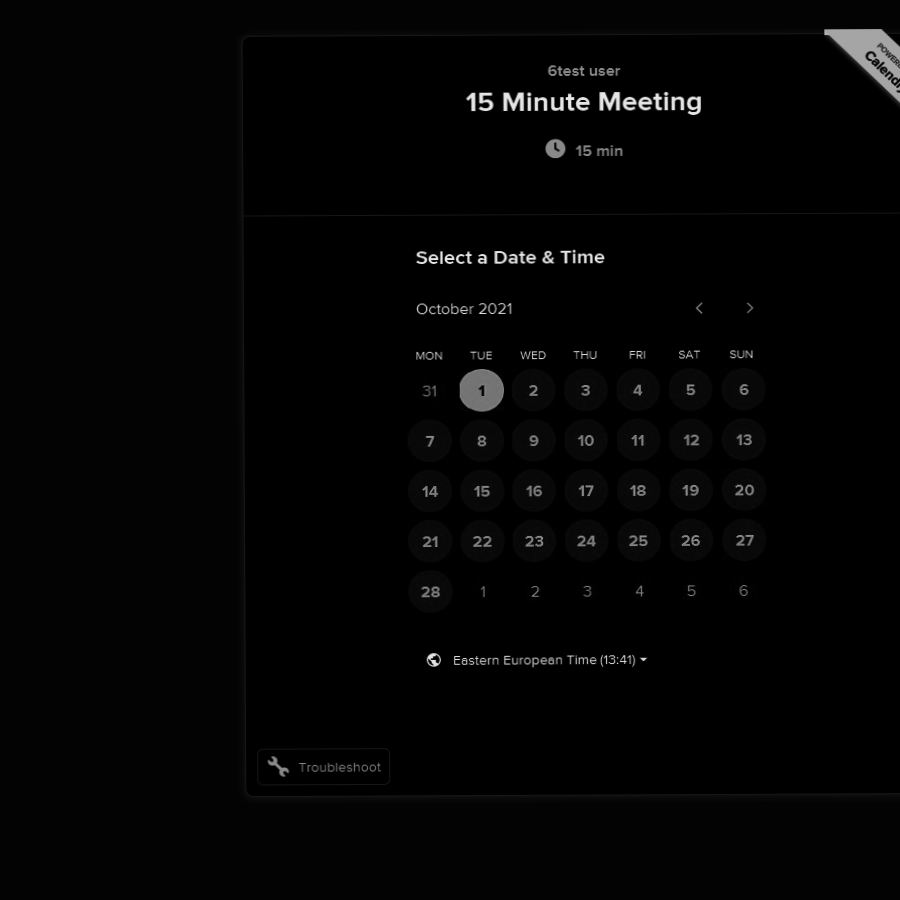 POWERED
Calendly
6test user
15 Minute Meeting
15 min
Select a Date & Time
October 2021
MON TUE WED THU FRI SAT SUN
31 1 2 3 4 5 6
7 8 9 10 11 12 13
14 15 16 17 18 19 20
21 22 23 24 25 26 27
28 1 2 3 4 5 6
Eastern European Time (13:41)
Troubleshoot